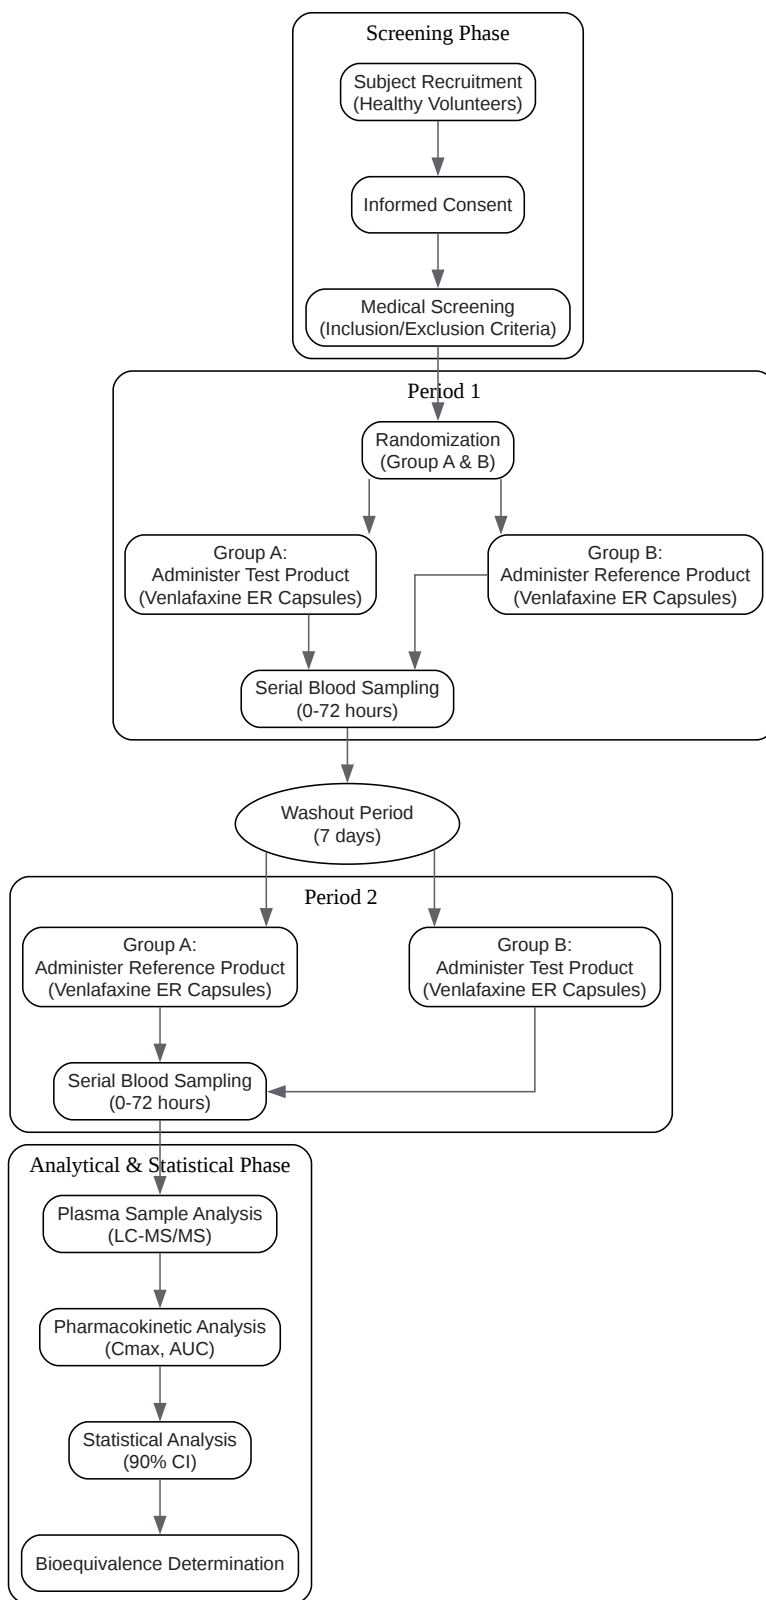 Screening Phase
Subject Recruitment
(Healthy Volunteers)
Informed Consent
Medical Screening
(Inclusion/Exclusion Criteria)
Period 1
Randomization
(Group A & B)
Group A:
Administer Test Product
(Venlafaxine ER Capsules)
Group B:
Administer Reference Product
(Venlafaxine ER Capsules)
Serial Blood Sampling
(0-72 hours)
Washout Period
(7 days)
Period 2
Group A:
Administer Reference Product
(Venlafaxine ER Capsules)
Group B:
Administer Test Product
(Venlafaxine ER Capsules)
Serial Blood Sampling
(0-72 hours)
Analytical & Statistical Phase
Plasma Sample Analysis
(LC-MS/MS)
Pharmacokinetic Analysis
(Cmax, AUC)
Statistical Analysis
(90% CI)
Bioequivalence Determination